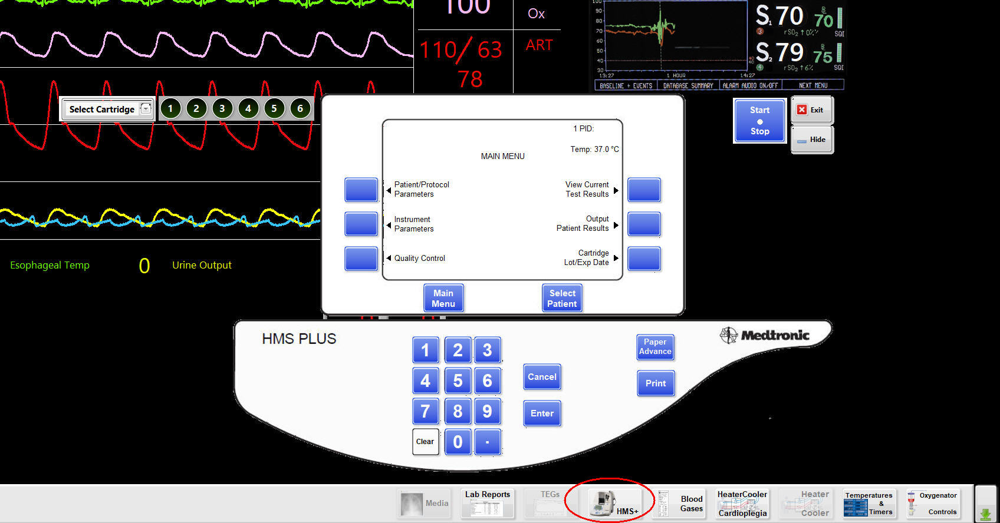 100
Ox
110/63
ART
78
100
90
80
70
60
50
40
30
13:27
1 HOUR
14:27
S1 70
70
3
rSO2 ↑ 0%
SQI
S2 79
75
4
rSO2 ↑ 6%
SQI
BASELINE + EVENTS
DATABASE SUMMARY
ALARM AUDIO ON/OFF
NEXT MENU
Select Cartridge
1
2
3
4
5
6
Start
Stop
Exit
Hide
1 PID:
Temp: 37.0 °C
MAIN MENU
Patient/Protocol
Parameters
View Current
Test Results
Instrument
Parameters
Output
Patient Results
Quality Control
Cartridge
Lot/Exp Date
Main
Menu
Select
Patient
Esophageal Temp
0
Urine Output
HMS PLUS
Medtronic
1
2
3
4
5
6
7
8
9
Clear
0
.
Cancel
Enter
Paper
Advance
Print
Media
Lab Reports
TEGs
HMS+
Blood
Gases
HeaterCooler
Cardioplegia
Heater
Cooler
Temperatures
&
Timers
Oxygenator
Controls